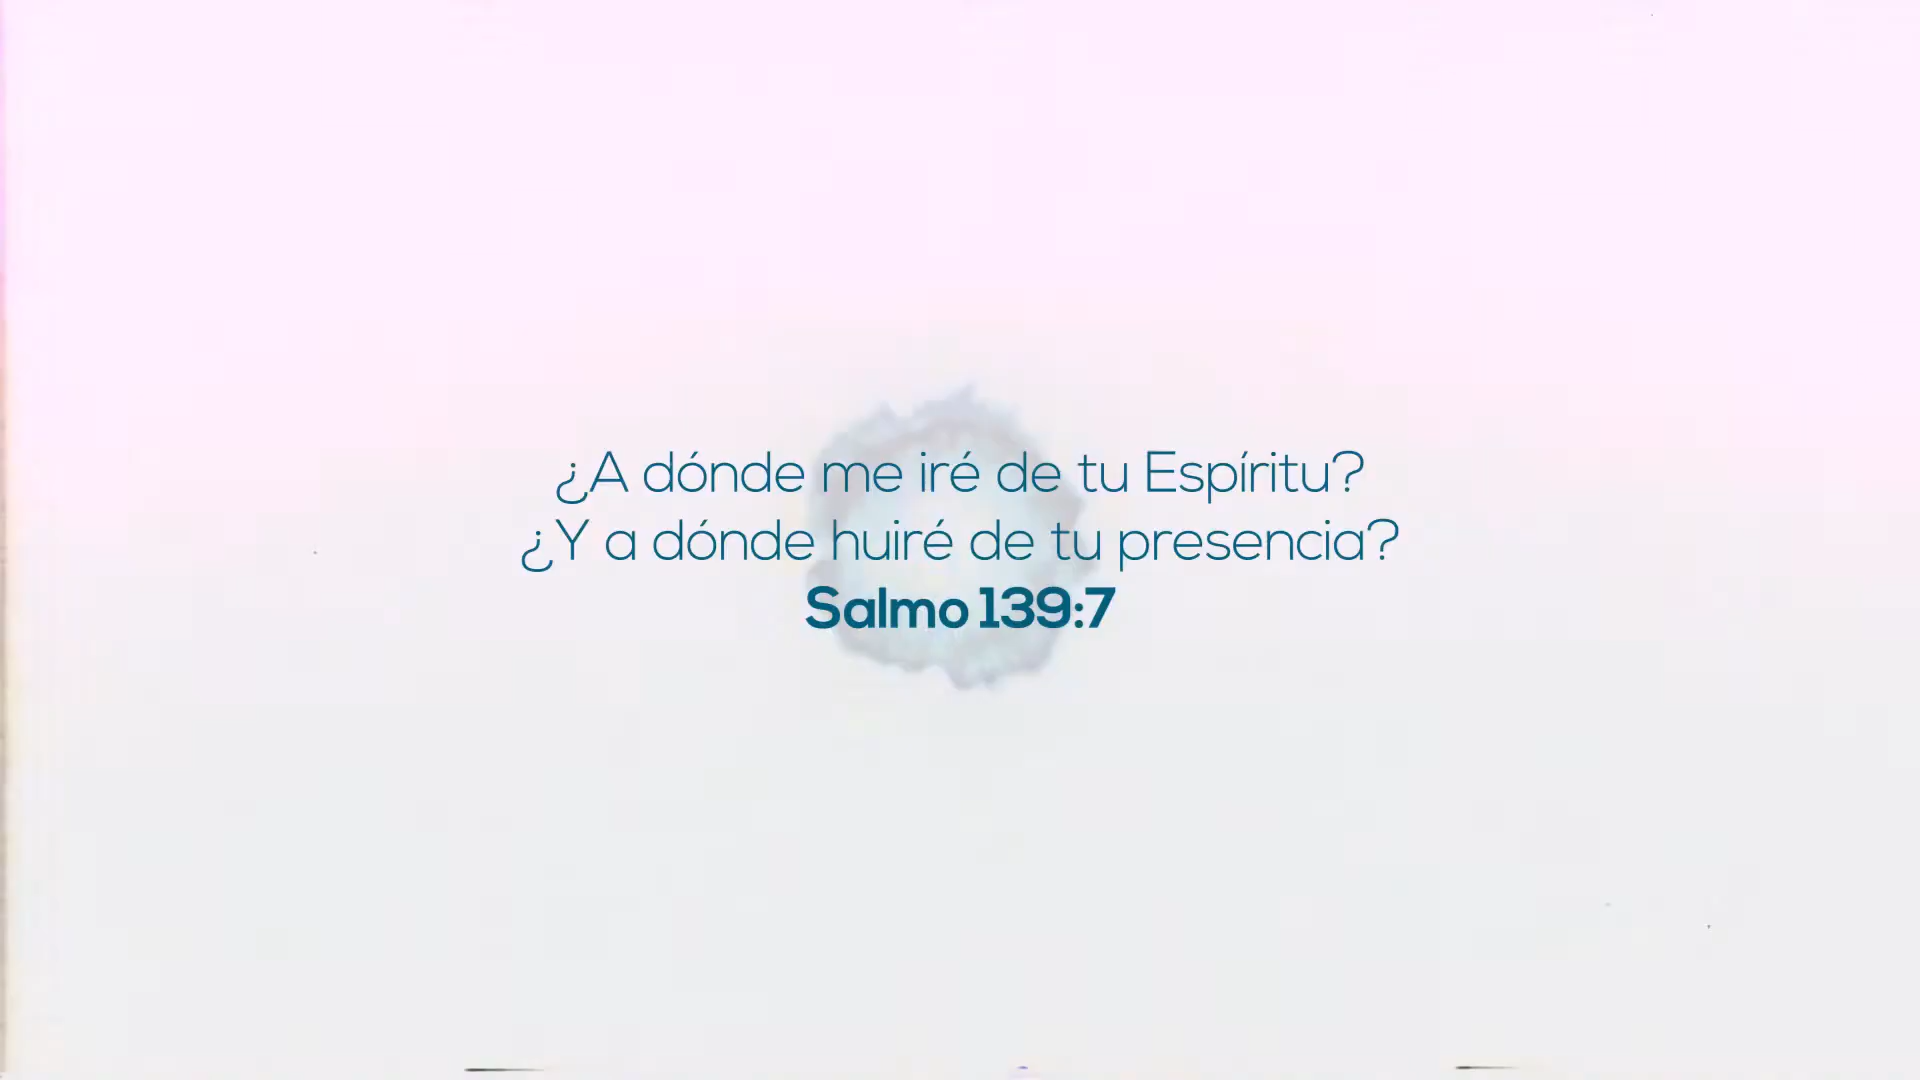 ¿A dónde me iré de tu Espíritu?
¿Y a dónde huiré de tu presencia?
Salmo 139:7